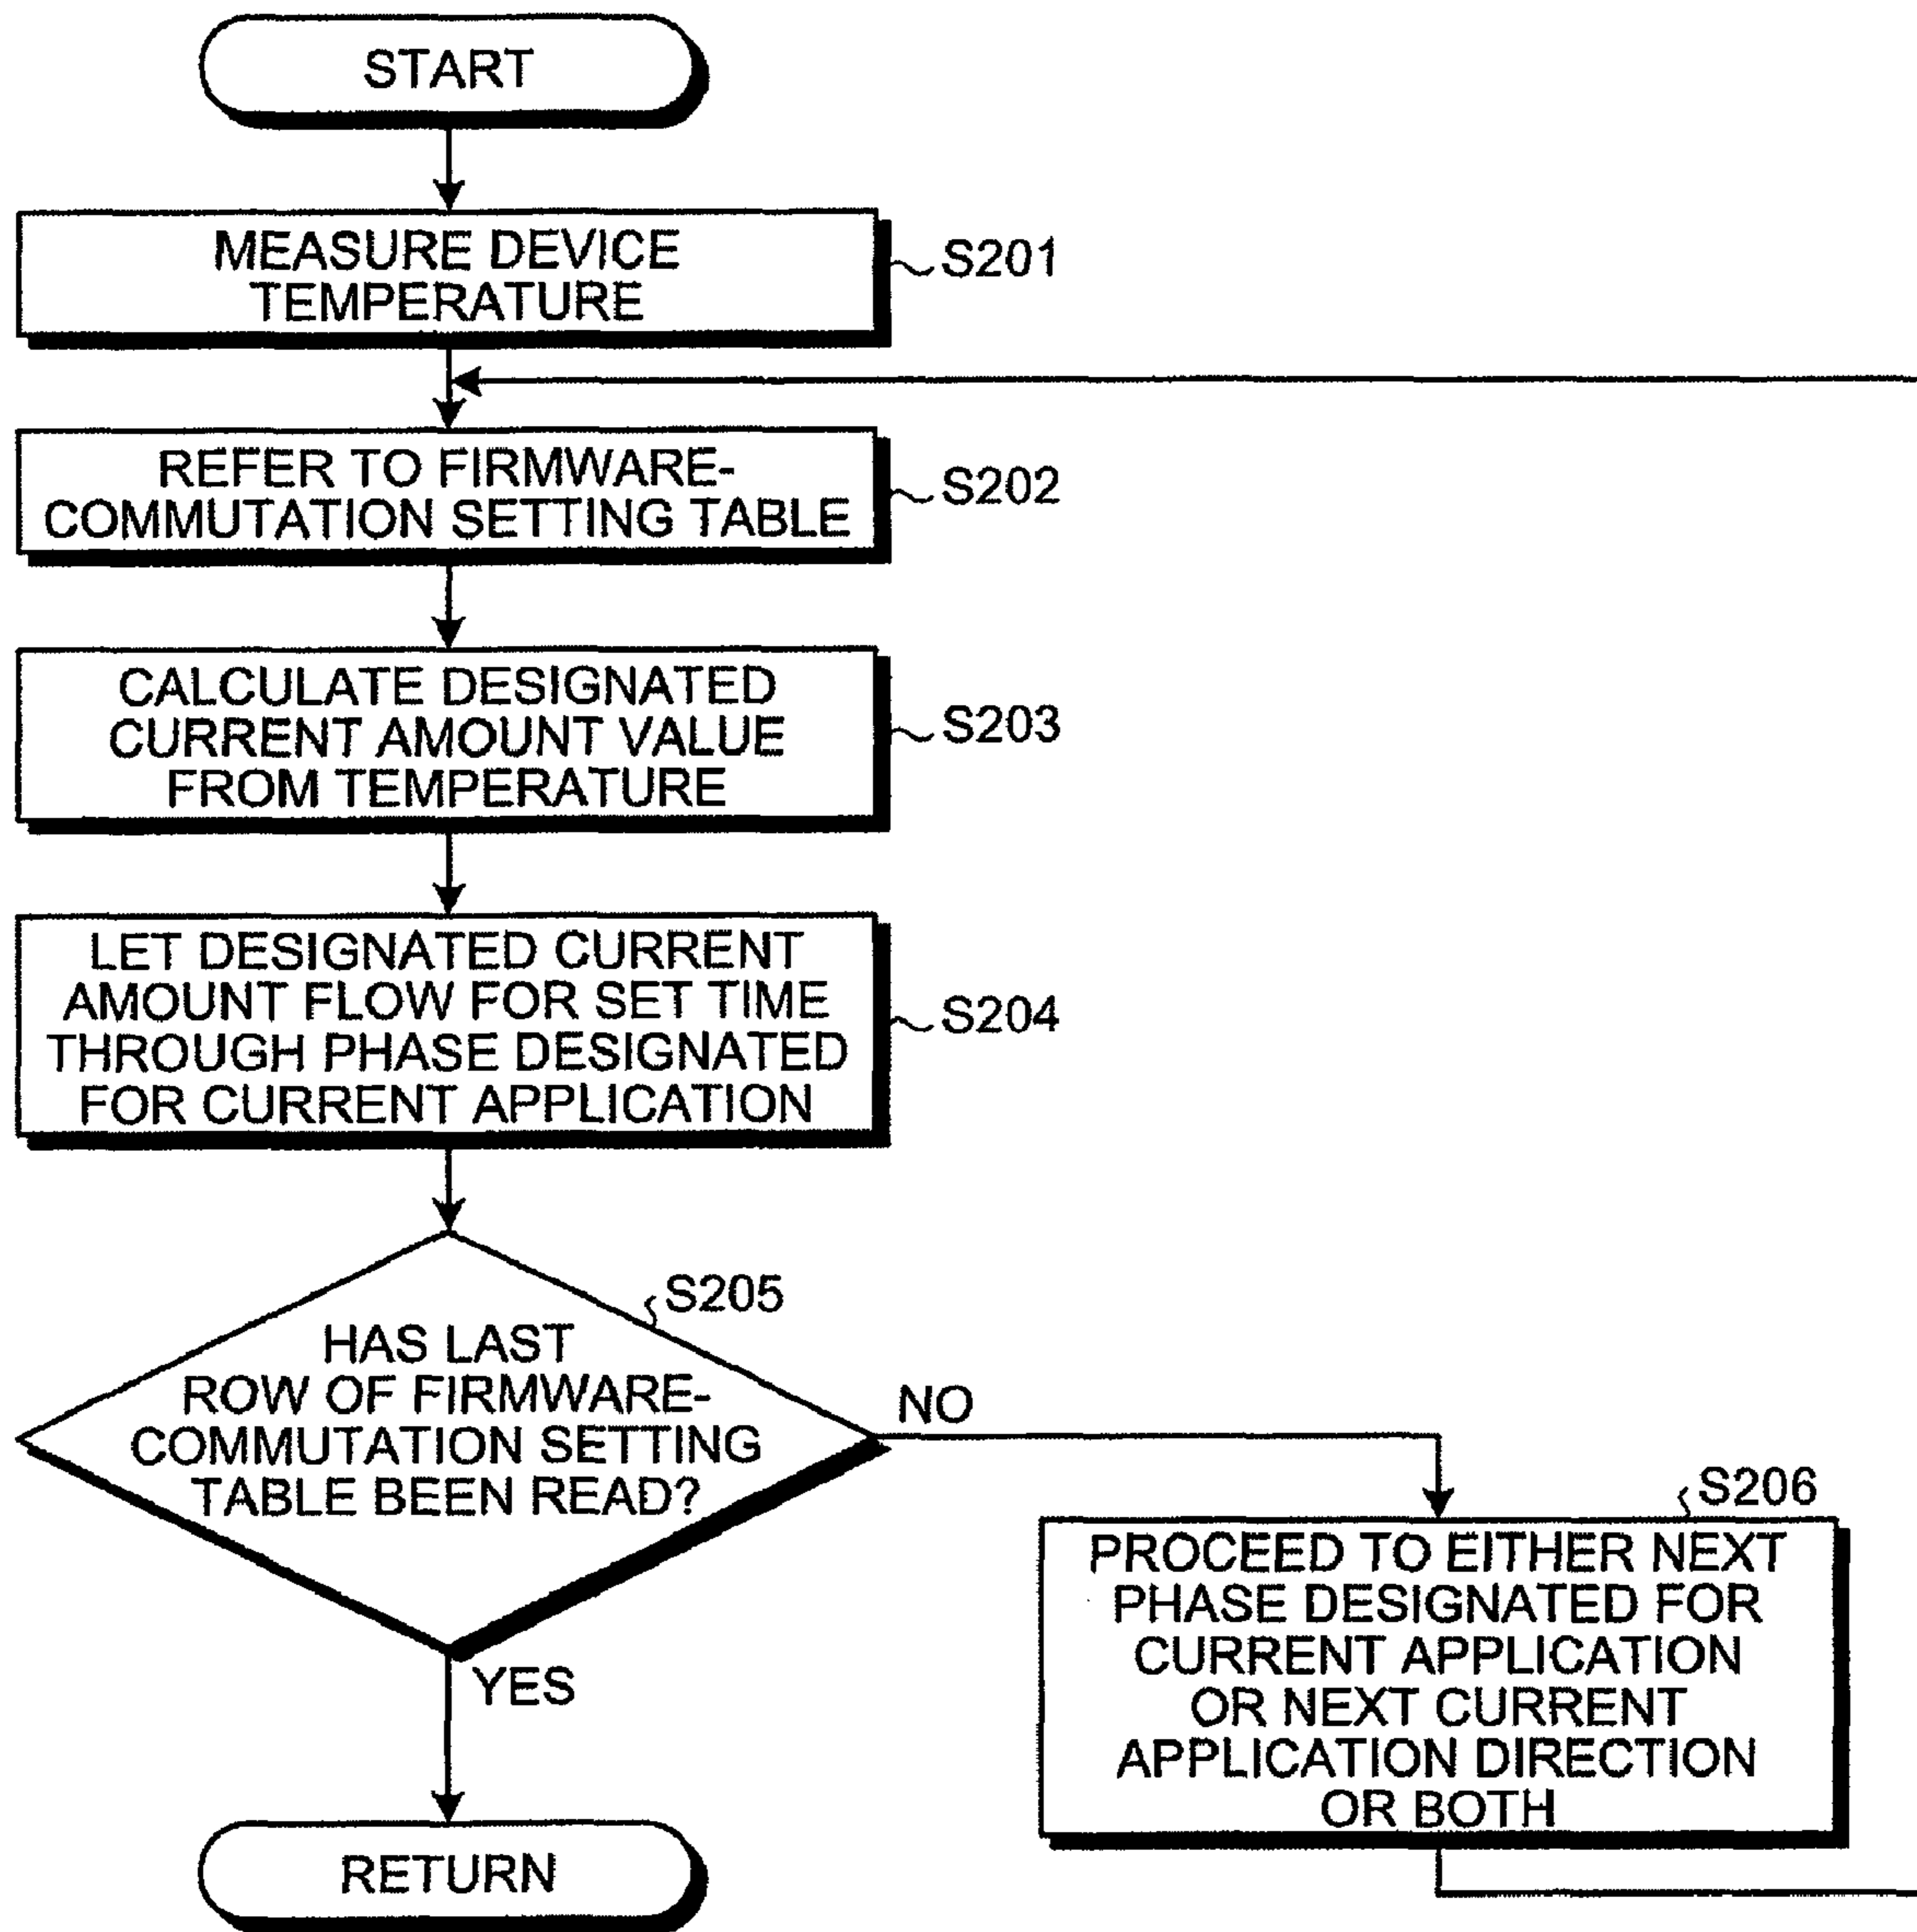 START
MEASURE DEVICE
TEMPERATURE
S201
REFER TO FIRMWARE-
COMMUTATION SETTING TABLE
S202
CALCULATE DESIGNATED
CURRENT AMOUNT VALUE
FROM TEMPERATURE
S203
LET DESIGNATED CURRENT
AMOUNT FLOW FOR SET TIME
THROUGH PHASE DESIGNATED
FOR CURRENT APPLICATION
S204
S205
HAS LAST
ROW OF FIRMWARE-
COMMUTATION SETTING
TABLE BEEN READ?
NO
YES
S206
PROCEED TO EITHER NEXT
PHASE DESIGNATED FOR
CURRENT APPLICATION
OR NEXT CURRENT
APPLICATION DIRECTION
OR BOTH
RETURN